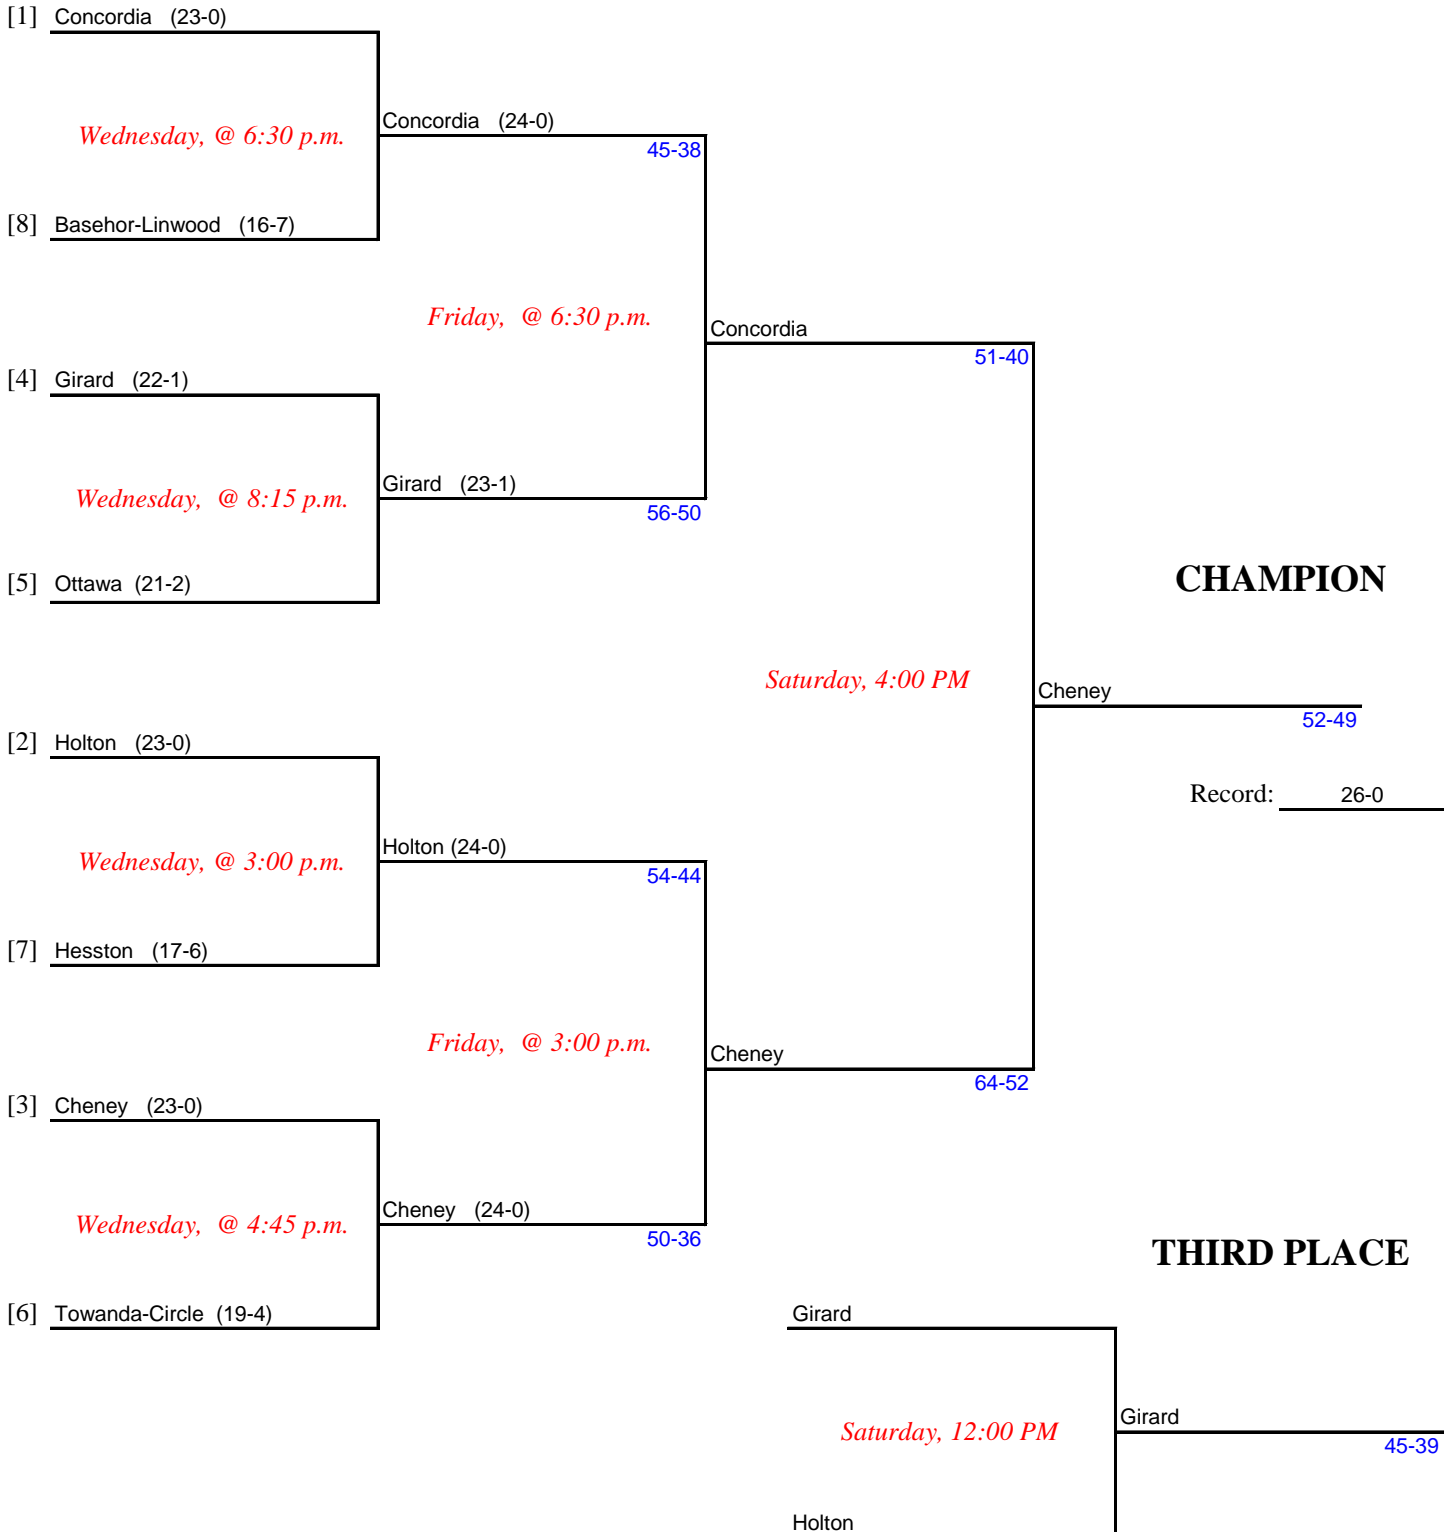 [1] Concordia (23-0)
Wednesday, @ 6:30 p.m.
Concordia (24-0)
45-38
[8] Basehor-Linwood (16-7)
Friday, @ 6:30 p.m.
Concordia
51-40
[4] Girard (22-1)
Wednesday, @ 8:15 p.m.
Girard (23-1)
56-50
[5] Ottawa (21-2)
CHAMPION
Saturday, 4:00 PM
Cheney
52-49
Record: 26-0
[2] Holton (23-0)
Wednesday, @ 3:00 p.m.
Holton (24-0)
54-44
[7] Hesston (17-6)
Friday, @ 3:00 p.m.
Cheney
64-52
[3] Cheney (23-0)
Wednesday, @ 4:45 p.m.
Cheney (24-0)
50-36
[6] Towanda-Circle (19-4)
THIRD PLACE
Girard
Saturday, 12:00 PM
Girard
45-39
Holton